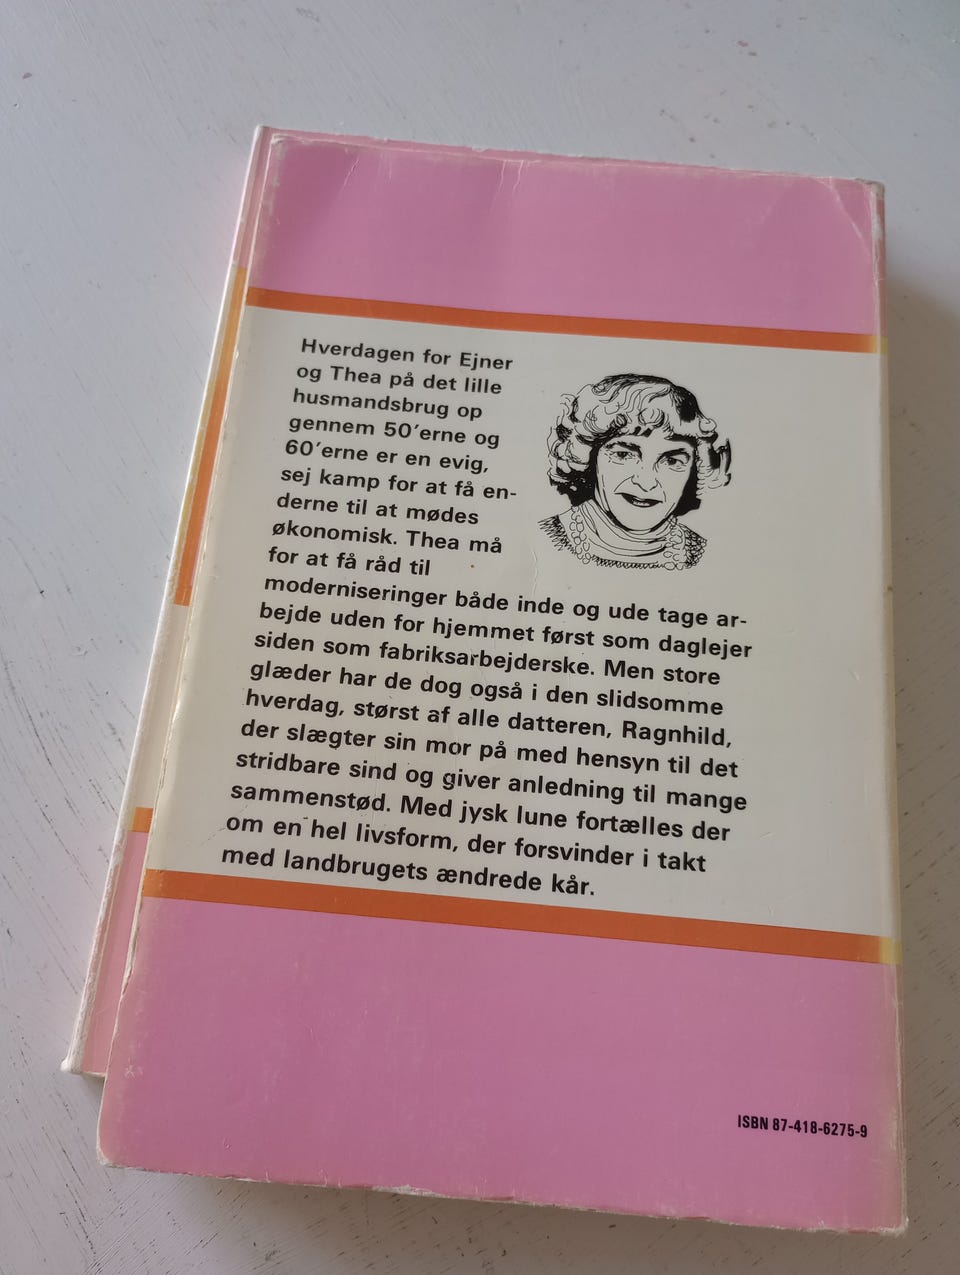 Hverdagen for Ejner
og Thea på det lille
husmandsbrug op
gennem 50'erne og
60'erne er en evig,
sej kamp for at få en-
derne til at mødes
økonomisk. Thea må
for at få råd til
moderniseringer både inde og ude tage ar-
bejde uden for hjemmet først som daglejer
siden som fabriksarbejderske. Men store
glæder har de dog også i den slidsomme
hverdag, størst af alle datteren, Ragnhild,
der slægter sin mor på med hensyn til det
stridbare sind og giver anledning til mange
sammenstød. Med jysk lune fortælles der
om en hel livsform, der forsvinder i takt
med landbrugets ændrede kår.
ISBN 87-418-6275-9